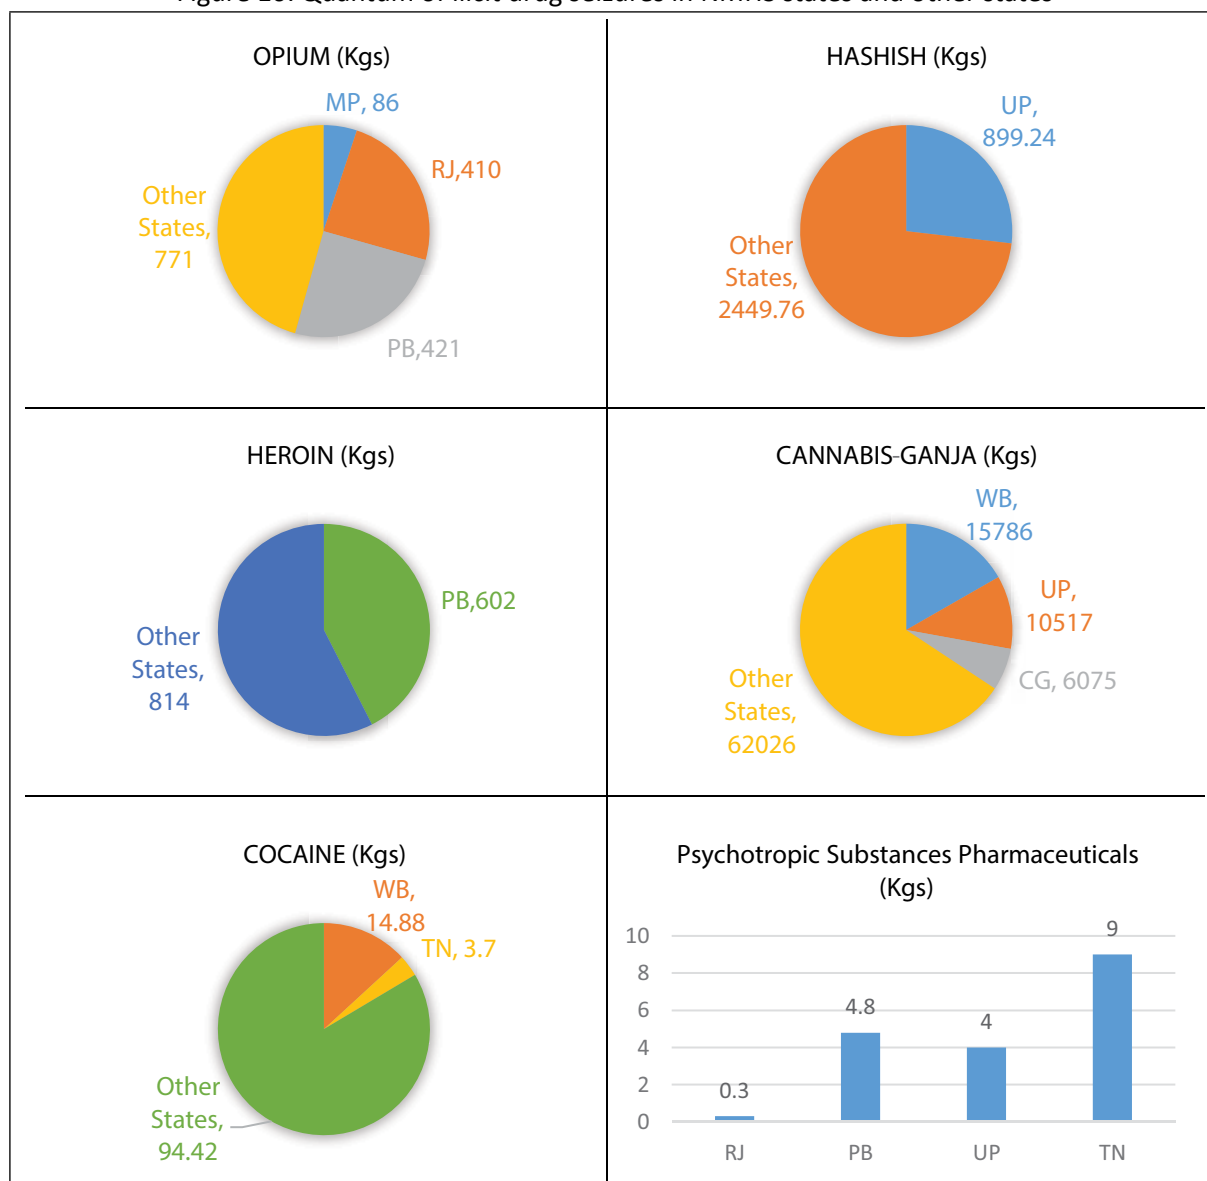 OPIUM (Kgs)
MP, 86
RJ,410
Other
States,
771
PB,421
HASHISH (Kgs)
UP,
899.24
Other
States,
2449.76
HEROIN (Kgs)
PB,602
Other
States,
814
CANNABIS-GANJA (Kgs)
WB,
15786
UP,
10517
CG, 6075
Other
States,
62026
COCAINE (Kgs)
WB,
14.88
TN, 3.7
Other
States,
94.42
Psychotropic Substances Pharmaceuticals
(Kgs)
10
8
6
4
2
0
0.3
4.8
4
9
RJ
PB
UP
TN